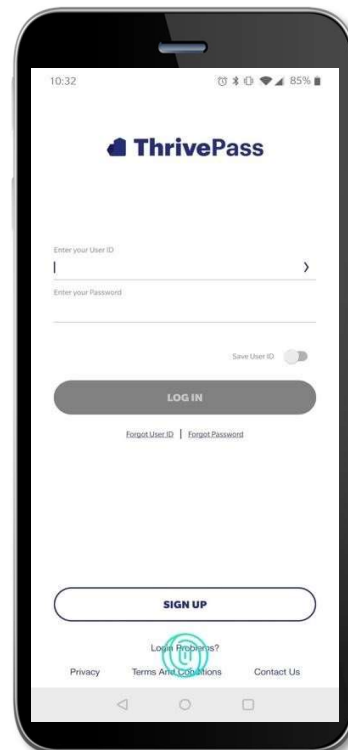 10:32 85%
ThrivePass
Enter your User ID
Enter your Password
Save User ID
LOG IN
Forgot User ID | Forgot Password
SIGN UP
Login Problems?
Privacy Terms And Conditions Contact Us